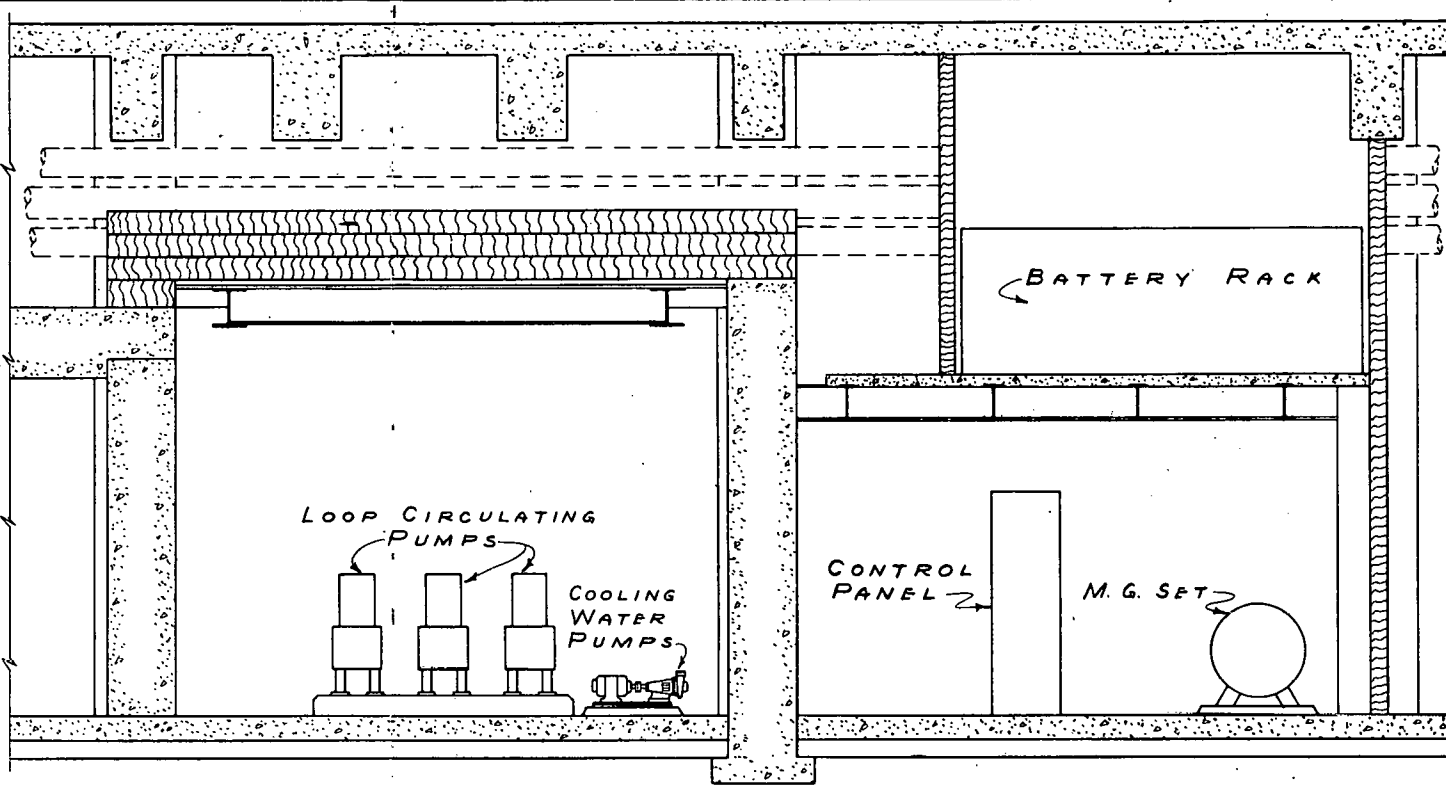 BATTERY RACK
LOOP CIRCULATING
PUMPS
COOLING
WATER
PUMPS
CONTROL
PANEL
M. G. SET